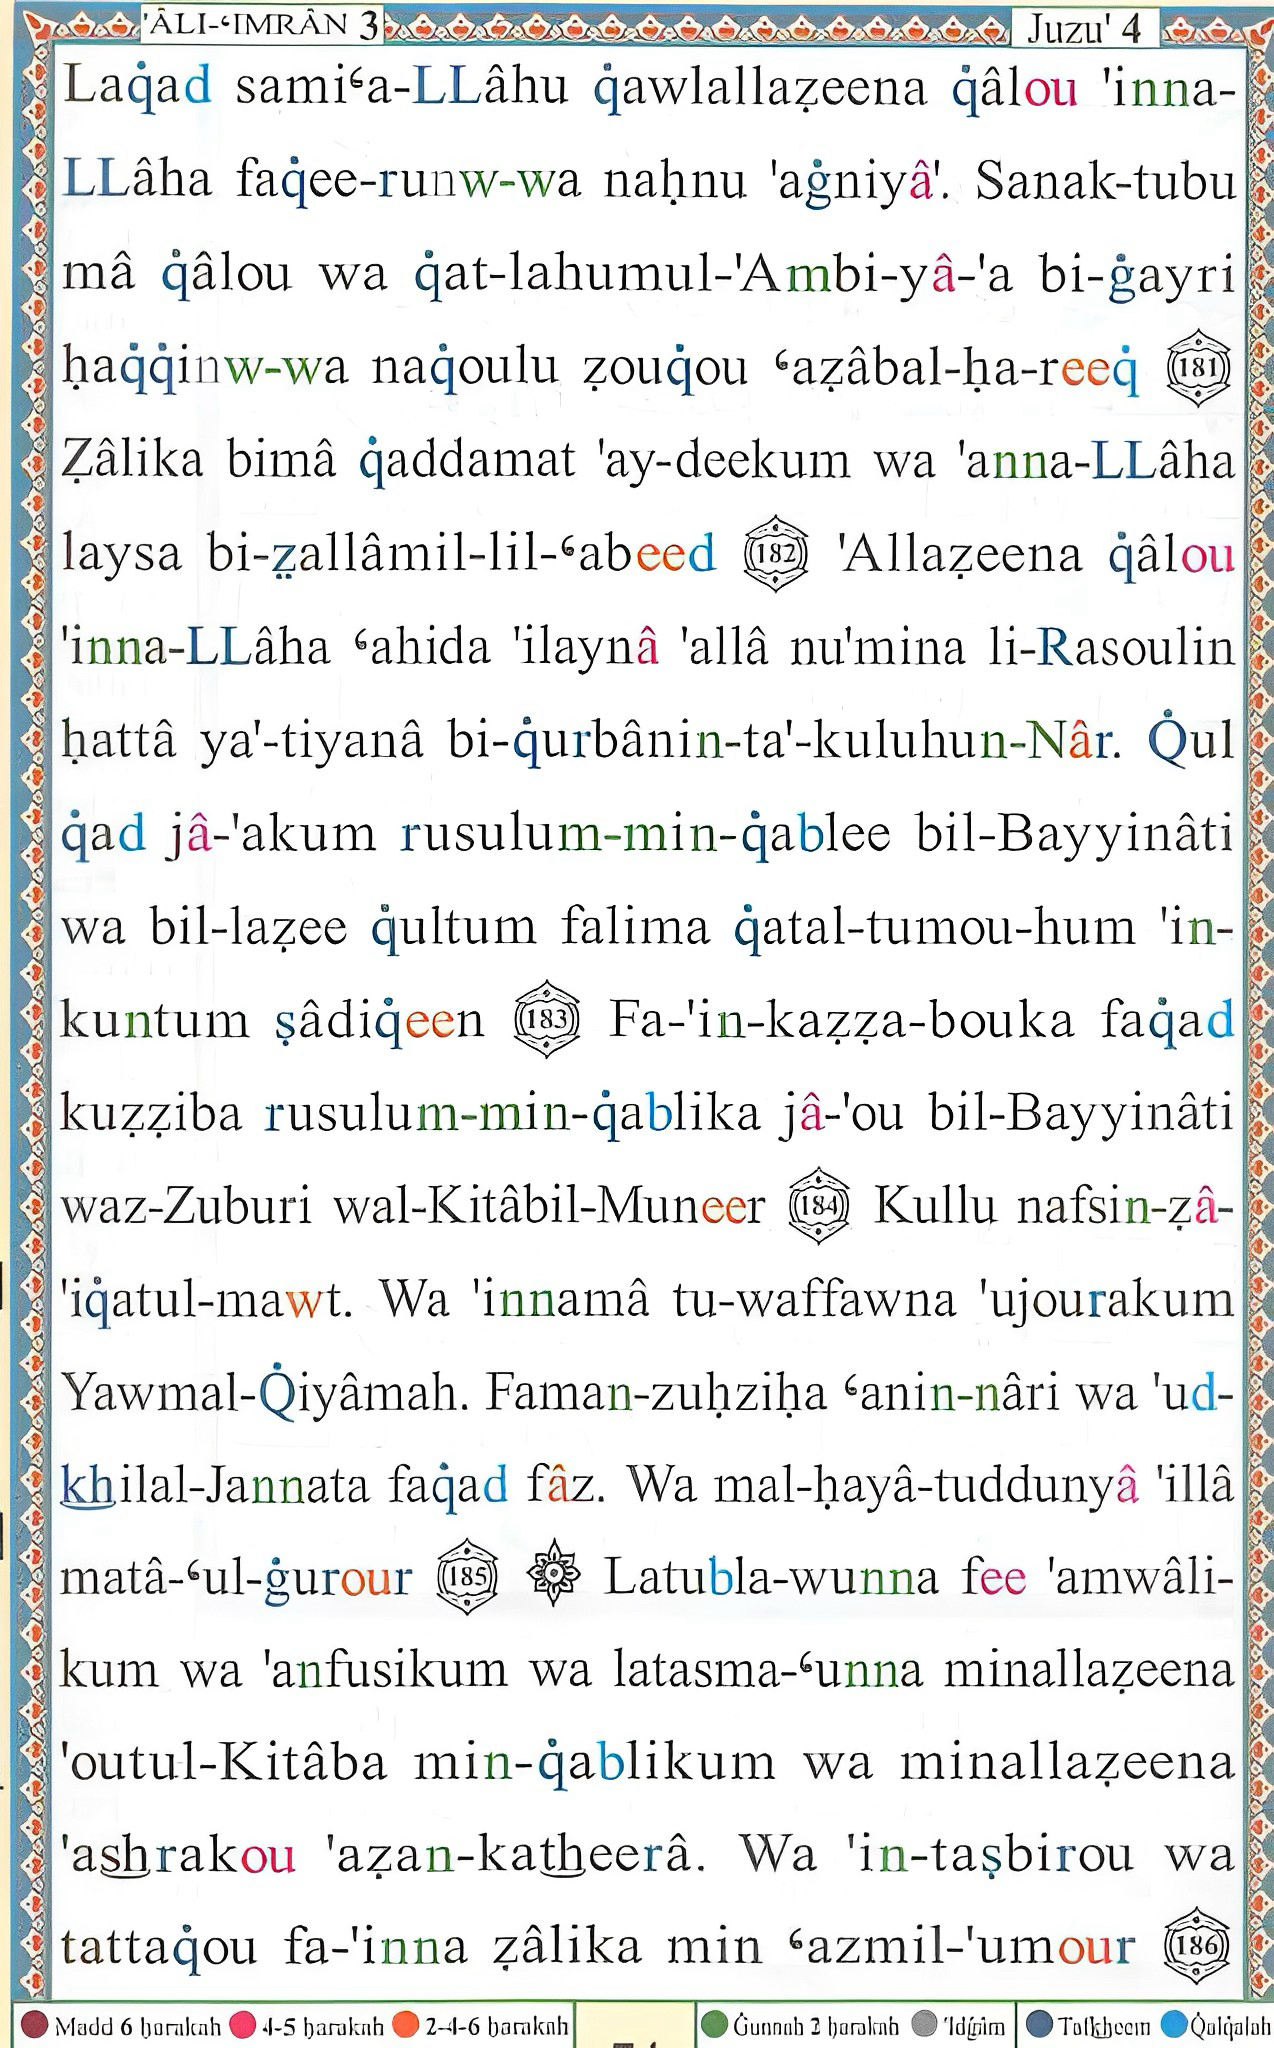 'ÂLI-ʿIMRÂN 3 Juzu' 4
Laq̇ad samiʿa-LLâhu q̇awlallaẓeena q̇âlou 'inna-
LLâha faq̇ee-runw-wa naḥnu 'aġniyâ'. Sanak-tubu
mâ q̇âlou wa q̇at-lahumul-'Ambi-yâ-'a bi-ġayri
ḥaq̇q̇inw-wa naq̇oulu ẓouq̇ou ʿaẓâbal-ḥa-reeq̇ 181
Ẓâlika bimâ q̇addamat 'ay-deekum wa 'anna-LLâha
laysa bi-z̤allâmil-lil-ʿabeed 182 'Allaẓeena q̇âlou
'inna-LLâha ʿahida 'ilaynâ 'allâ nu'mina li-Rasoulin
ḥattâ ya'-tiyanâ bi-q̇urbânin-ta'-kuluhun-Nâr. Q̇ul
q̇ad jâ-'akum rusulum-min-q̇ablee bil-Bayyinâti
wa bil-laẓee q̇ultum falima q̇atal-tumou-hum 'in-
kuntum ṣâdiq̇een 183 Fa-'in-kaẓẓa-bouka faq̇ad
kuẓẓiba rusulum-min-q̇ablika jâ-'ou bil-Bayyinâti
waz-Zuburi wal-Kitâbil-Muneer 184 Kullu nafsin-ẓâ-
'iq̇atul-mawt. Wa 'innamâ tu-waffawna 'ujourakum
Yawmal-Q̇iyâmah. Faman-zuḥziḥa ʿanin-nâri wa 'ud-
khilal-Jannata faq̇ad fâz. Wa mal-ḥayâ-tuddunyâ 'illâ
matâ-ʿul-ġurour 185 Latubla-wunna fee 'amwâli-
kum wa 'anfusikum wa latasma-ʿunna minallaẓeena
'outul-Kitâba min-q̇ablikum wa minallaẓeena
'ashrakou 'aẓan-katheerâ. Wa 'in-taṣbirou wa
tattaq̇ou fa-'inna ẓâlika min ʿazmil-'umour 186
Madd 6 ḥarakah 4-5 ḥarakah 2-4-6 ḥarakah Ġunnah 2 ḥarakah 'Idġâm Tafkheem Q̇alq̇alah